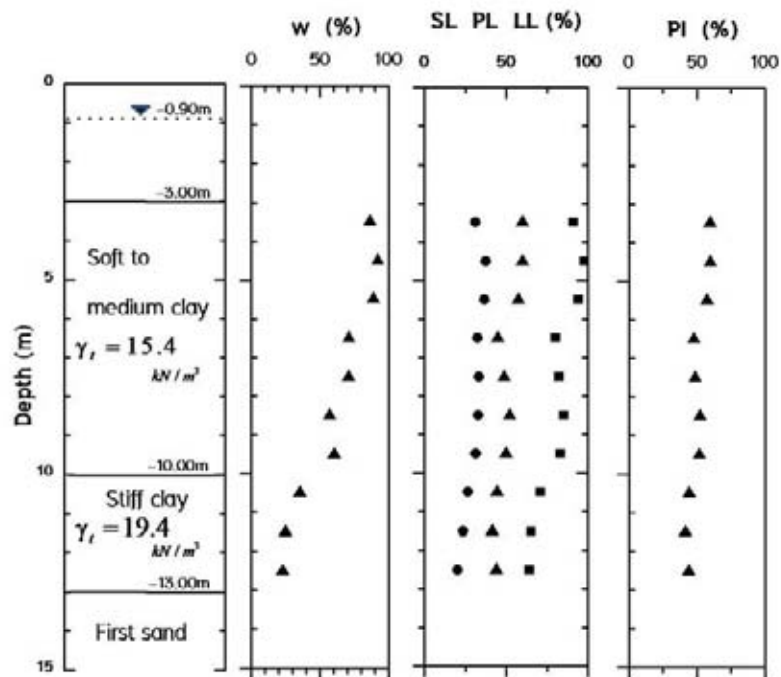 w (%)
SL PL LL (%)
PI (%)
0 50 100
0 50 100
0 50 100
Depth (m)
0
5
10
15
-0.90m
-3.00m
Soft to
medium clay
γt = 15.4
kN / m³
-10.00m
Stiff clay
γt = 19.4
kN / m³
-13.00m
First sand